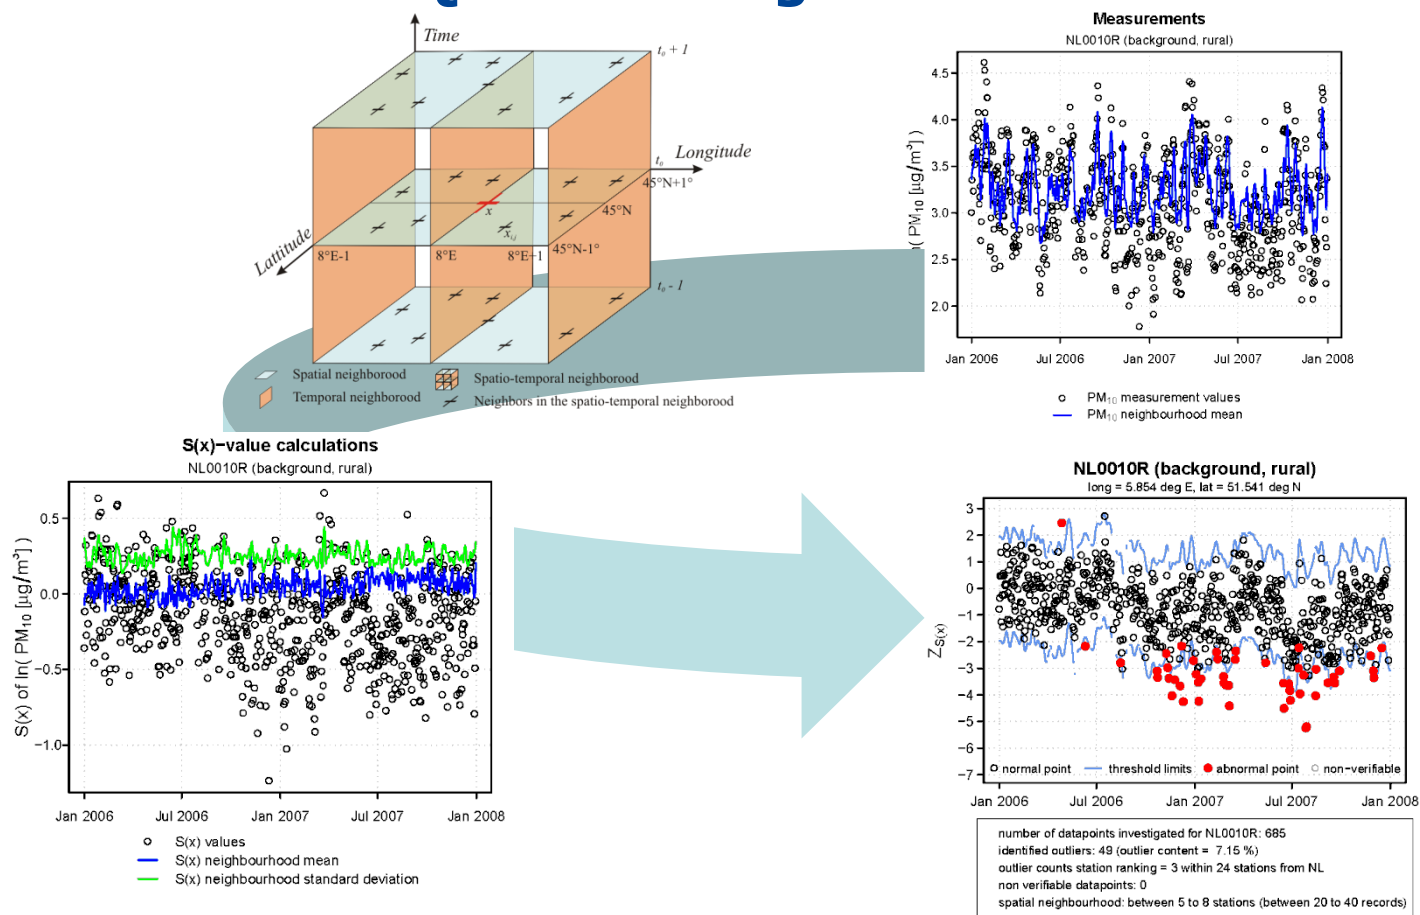 Time
t₀ + 1
t₀ Longitude
45°N+1°
x
45°N
xᵢⱼ
Lattitude
8°E-1
8°E
8°E+1
45°N-1°
t₀ - 1
Spatial neighborood
Temporal neighborood
Spatio-temporal neighborood
Neighbors in the spatio-temporal neighborood
Measurements
NL0010R (background, rural)
4.5
4.0
3.5
3.0
2.5
2.0
( PM₁₀ [µg/m³] )
Jan 2006 Jul 2006 Jan 2007 Jul 2007 Jan 2008
PM₁₀ measurement values
PM₁₀ neighbourhood mean
S(x)−value calculations
NL0010R (background, rural)
0.5
0.0
−0.5
−1.0
S(x) of ln( PM₁₀ [µg/m³] )
Jan 2006 Jul 2006 Jan 2007 Jul 2007 Jan 2008
S(x) values
S(x) neighbourhood mean
S(x) neighbourhood standard deviation
NL0010R (background, rural)
long = 5.854 deg E, lat = 51.541 deg N
3
2
1
0
−1
−2
−3
−4
−5
−6
−7
Z_S(x)
normal point threshold limits abnormal point non−verifiable
Jan 2006 Jul 2006 Jan 2007 Jul 2007 Jan 2008
number of datapoints investigated for NL0010R: 685
identified outliers: 49 (outlier content = 7.15 %)
outlier counts station ranking = 3 within 24 stations from NL
non verifiable datapoints: 0
spatial neighbourhood: between 5 to 8 stations (between 20 to 40 records)